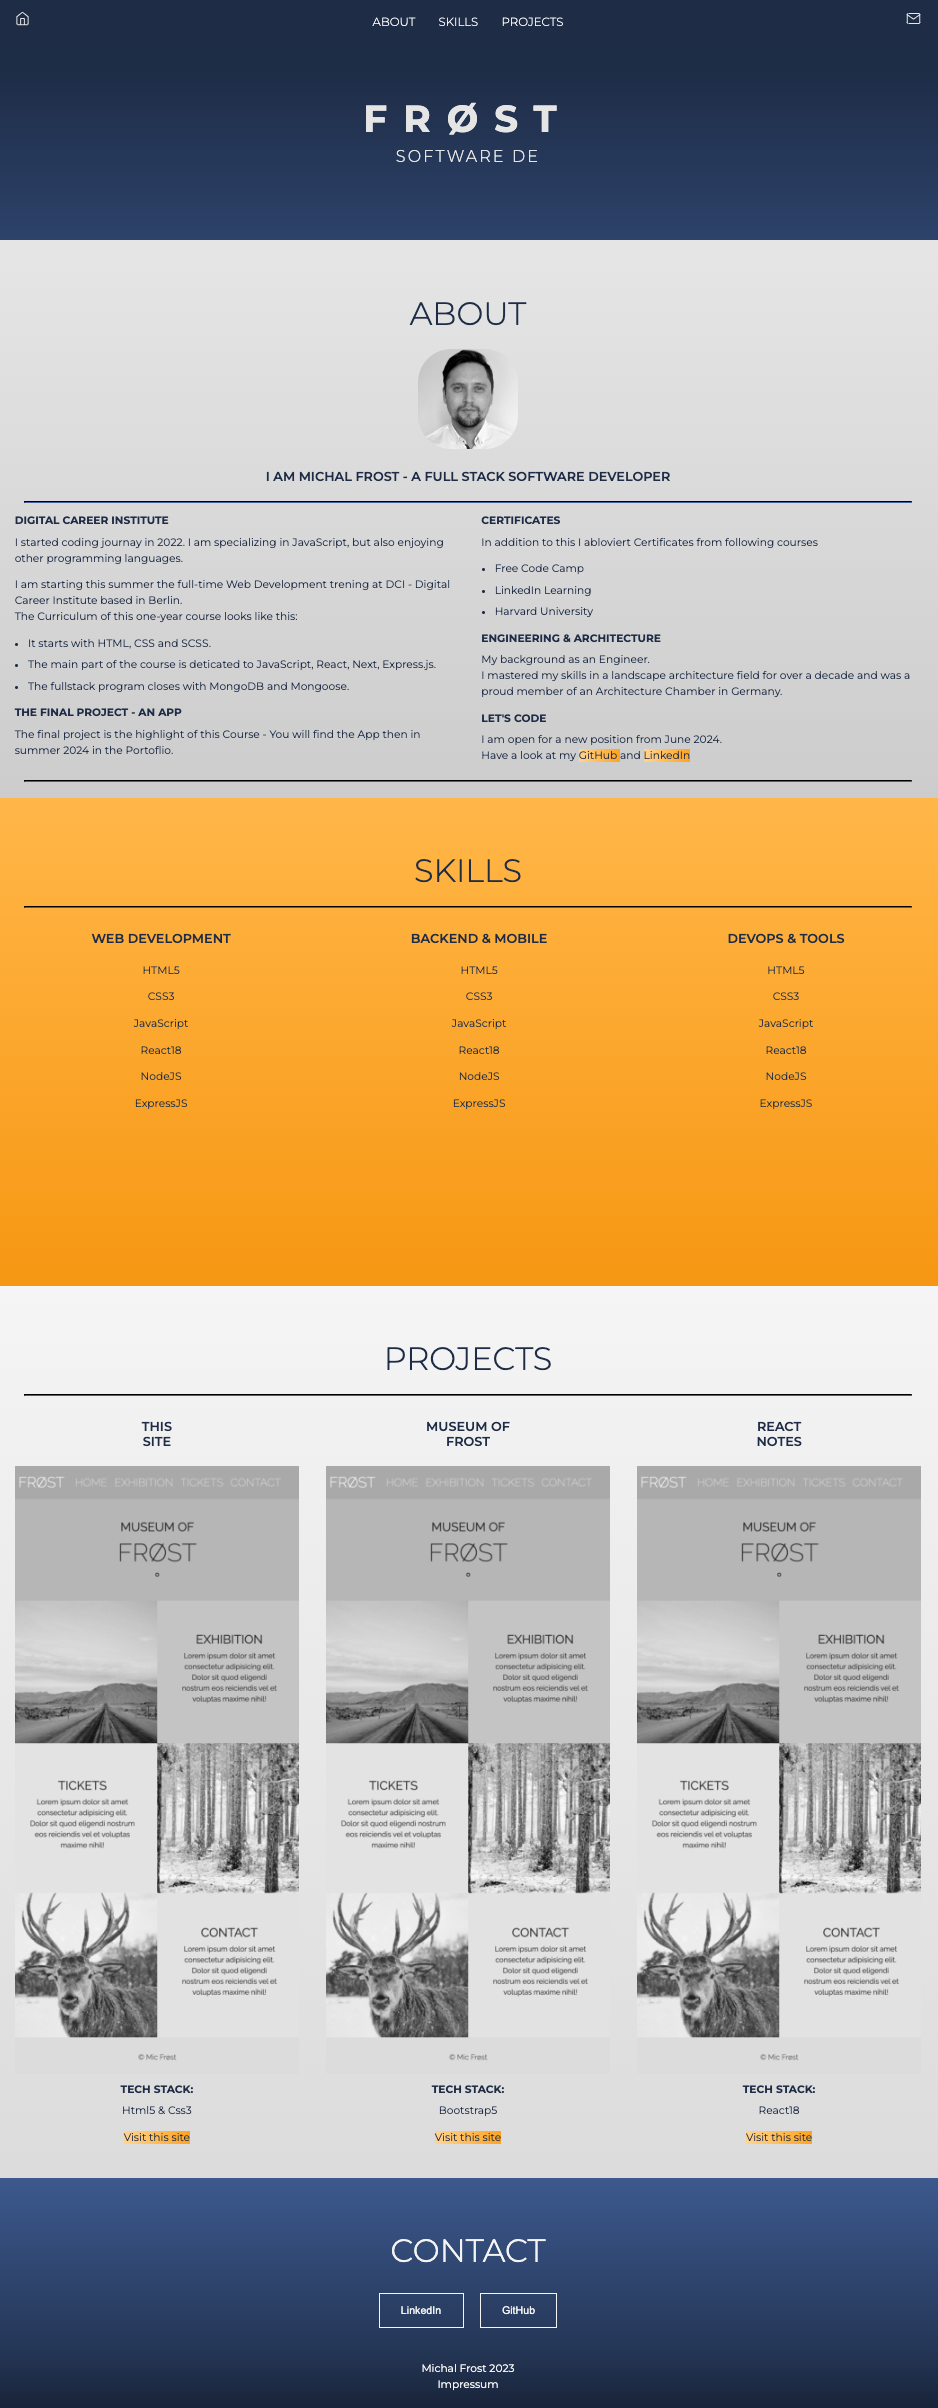 ABOUT SKILLS PROJECTS
FRØST
SOFTWARE DE
ABOUT
I AM MICHAL FROST - A FULL STACK SOFTWARE DEVELOPER
DIGITAL CAREER INSTITUTE
I started coding journay in 2022. I am specializing in JavaScript, but also enjoying
other programming languages.
I am starting this summer the full-time Web Development trening at DCI - Digital
Career Institute based in Berlin.
The Curriculum of this one-year course looks like this:
• It starts with HTML, CSS and SCSS.
• The main part of the course is deticated to JavaScript, React, Next, Express.js.
• The fullstack program closes with MongoDB and Mongoose.
THE FINAL PROJECT - AN APP
The final project is the highlight of this Course - You will find the App then in
summer 2024 in the Portoflio.
CERTIFICATES
In addition to this I abloviert Certificates from following courses
• Free Code Camp
• LinkedIn Learning
• Harvard University
ENGINEERING & ARCHITECTURE
My background as an Engineer.
I mastered my skills in a landscape architecture field for over a decade and was a
proud member of an Architecture Chamber in Germany.
LET'S CODE
I am open for a new position from June 2024.
Have a look at my GitHub and LinkedIn
SKILLS
WEB DEVELOPMENT
HTML5
CSS3
JavaScript
React18
NodeJS
ExpressJS
BACKEND & MOBILE
HTML5
CSS3
JavaScript
React18
NodeJS
ExpressJS
DEVOPS & TOOLS
HTML5
CSS3
JavaScript
React18
NodeJS
ExpressJS
PROJECTS
THIS
SITE
FRØST HOME EXHIBITION TICKETS CONTACT
MUSEUM OF
FRØST
EXHIBITION
Lorem ipsum dolor sit amet
consectetur adipisicing elit.
Dolor sit quod eligendi
nostrum eos reiciendis vel et
voluptas maxime nihil!
TICKETS
Lorem ipsum dolor sit amet
consectetur adipisicing elit.
Dolor sit quod eligendi nostrum
eos reiciendis vel et voluptas
maxime nihil!
CONTACT
Lorem ipsum dolor sit amet
consectetur adipisicing elit.
Dolor sit quod eligendi
nostrum eos reiciendis vel et
voluptas maxime nihil!
© Mic Frøst
TECH STACK:
Html5 & Css3
Visit this site
MUSEUM OF
FROST
FRØST HOME EXHIBITION TICKETS CONTACT
MUSEUM OF
FRØST
EXHIBITION
Lorem ipsum dolor sit amet
consectetur adipisicing elit.
Dolor sit quod eligendi
nostrum eos reiciendis vel et
voluptas maxime nihil!
TICKETS
Lorem ipsum dolor sit amet
consectetur adipisicing elit.
Dolor sit quod eligendi nostrum
eos reiciendis vel et voluptas
maxime nihil!
CONTACT
Lorem ipsum dolor sit amet
consectetur adipisicing elit.
Dolor sit quod eligendi
nostrum eos reiciendis vel et
voluptas maxime nihil!
© Mic Frøst
TECH STACK:
Bootstrap5
Visit this site
REACT
NOTES
FRØST HOME EXHIBITION TICKETS CONTACT
MUSEUM OF
FRØST
EXHIBITION
Lorem ipsum dolor sit amet
consectetur adipisicing elit.
Dolor sit quod eligendi
nostrum eos reiciendis vel et
voluptas maxime nihil!
TICKETS
Lorem ipsum dolor sit amet
consectetur adipisicing elit.
Dolor sit quod eligendi nostrum
eos reiciendis vel et voluptas
maxime nihil!
CONTACT
Lorem ipsum dolor sit amet
consectetur adipisicing elit.
Dolor sit quod eligendi
nostrum eos reiciendis vel et
voluptas maxime nihil!
© Mic Frøst
TECH STACK:
React18
Visit this site
CONTACT
LinkedIn GitHub
Michal Frost 2023
Impressum